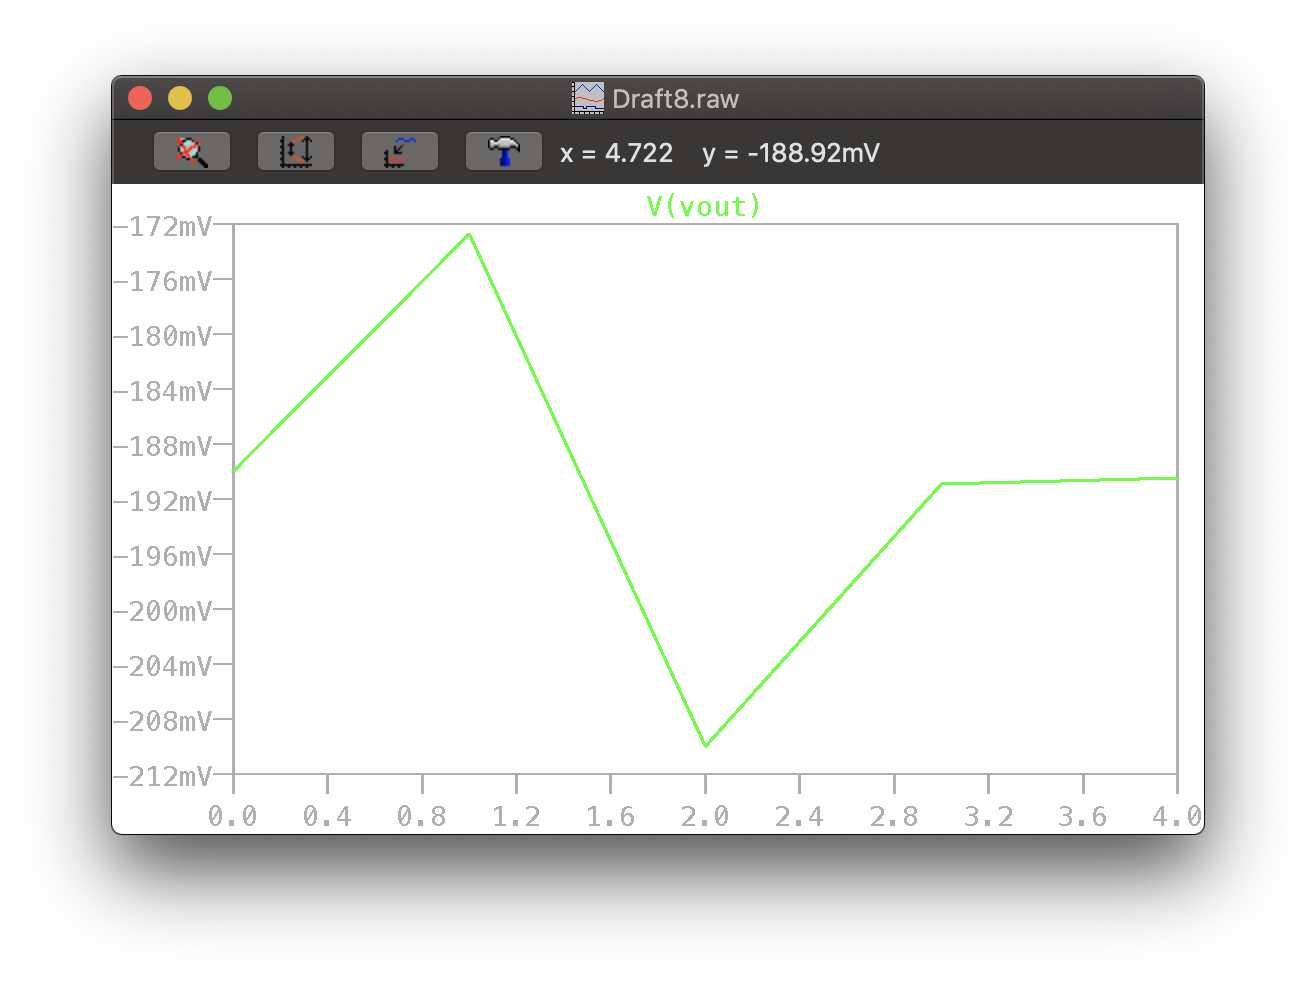 Draft8.raw
x = 4.722 y = -188.92mV
V(vout)
-172mV
-176mV
-180mV
-184mV
-188mV
-192mV
-196mV
-200mV
-204mV
-208mV
-212mV
0.0 0.4 0.8 1.2 1.6 2.0 2.4 2.8 3.2 3.6 4.0